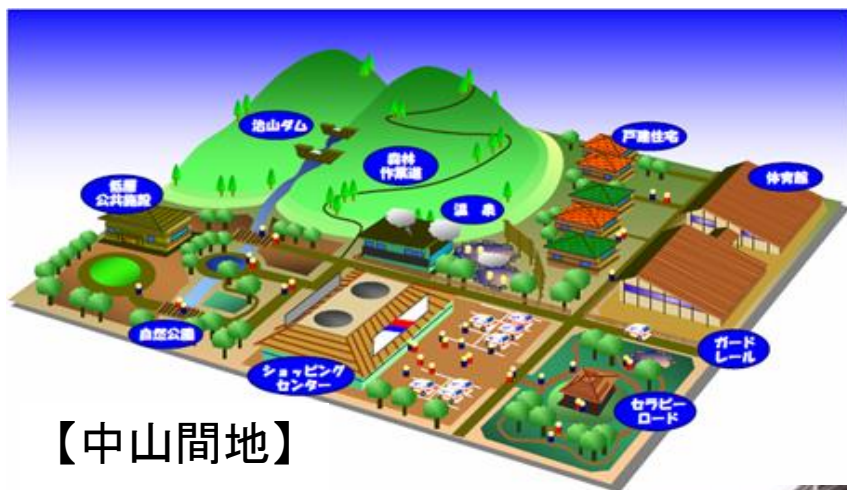 治山ダム
森林
作業道
戸建住宅
体育館
低層
公共施設
温泉
自然公園
ショッピング
センター
ガード
レール
セラピー
ロード
【中山間地】